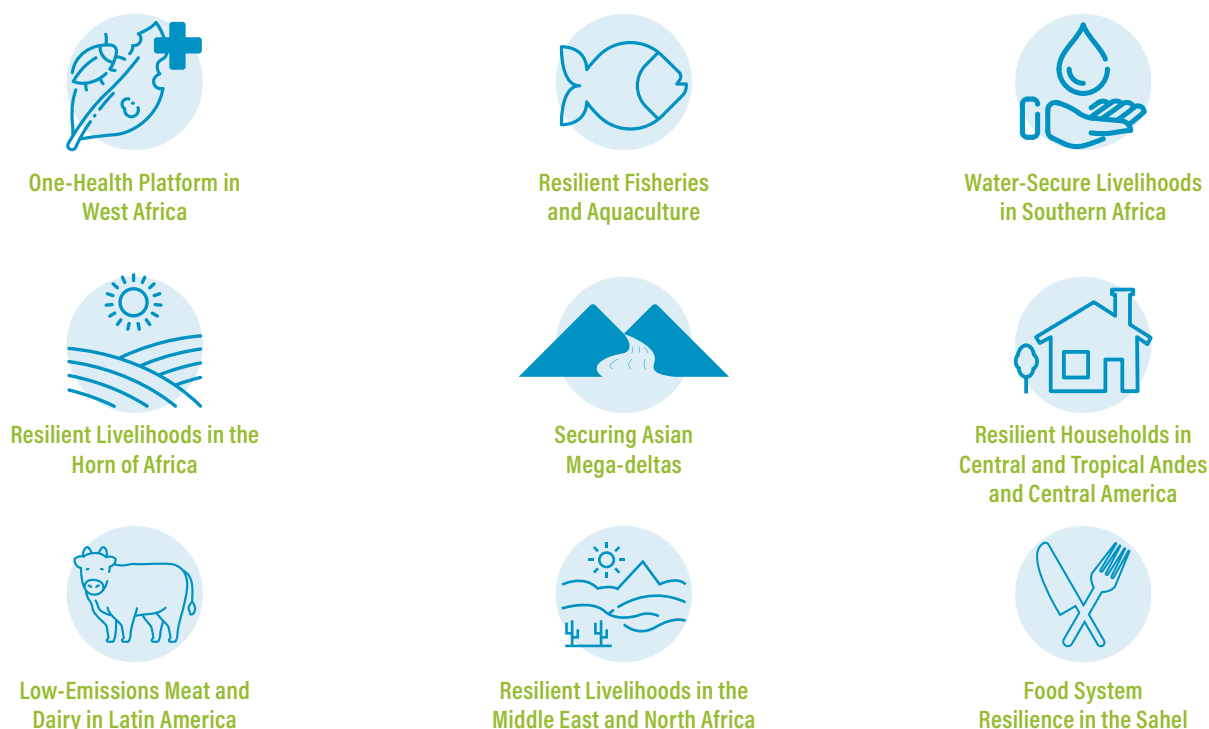 One-Health Platform in
West Africa
Resilient Fisheries
and Aquaculture
Water-Secure Livelihoods
in Southern Africa
Resilient Livelihoods in the
Horn of Africa
Securing Asian
Mega-deltas
Resilient Households in
Central and Tropical Andes
and Central America
Low-Emissions Meat and
Dairy in Latin America
Resilient Livelihoods in the
Middle East and North Africa
Food System
Resilience in the Sahel